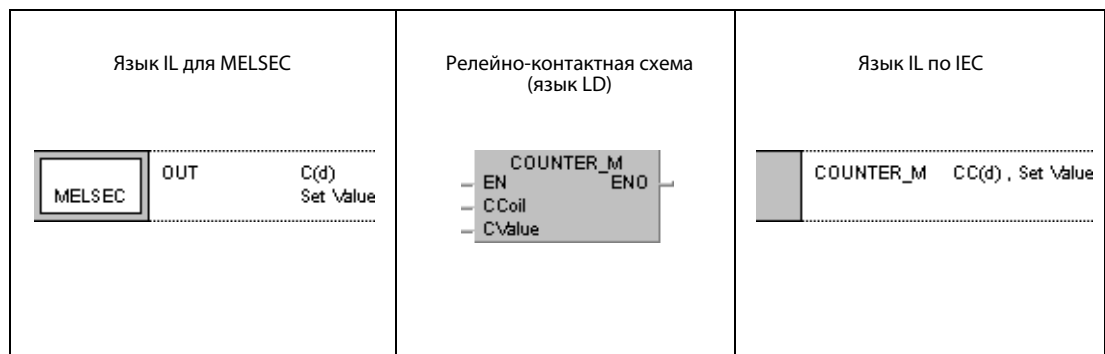 Язык IL для MELSEC
MELSEC
OUT C(d)
Set Value
Релейно-контактная схема
(язык LD)
COUNTER_M
EN ENO
CCoil
CValue
Язык IL по IEC
COUNTER_M CC(d) , Set Value